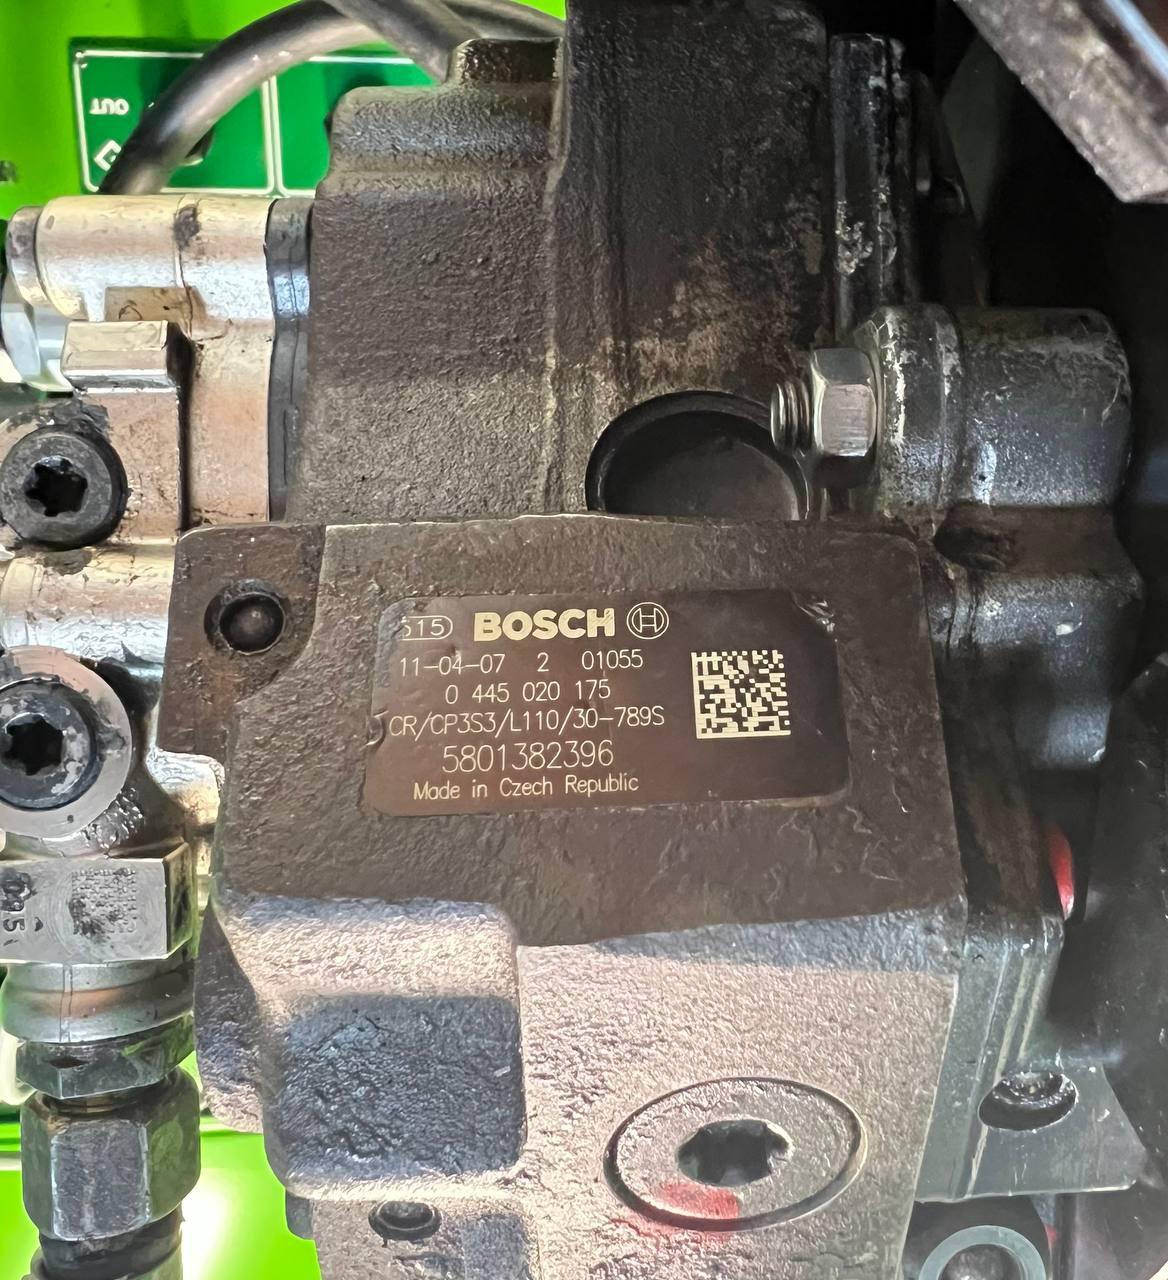 OUT
515 BOSCH
11-04-07 2 01055
0 445 020 175
CR/CP3S3/L110/30-789S
5801382396
Made in Czech Republic